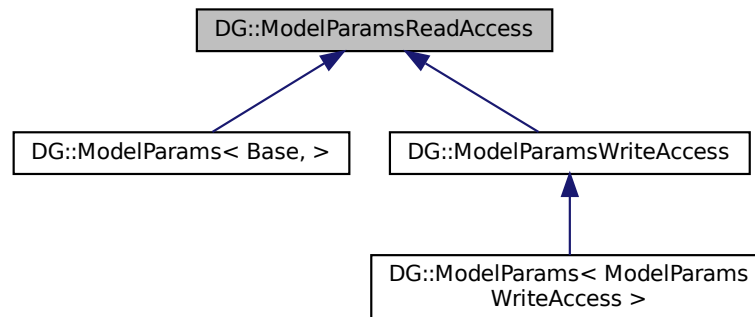 DG::ModelParamsReadAccess
DG::ModelParams< Base, >
DG::ModelParamsWriteAccess
DG::ModelParams< ModelParams
WriteAccess >